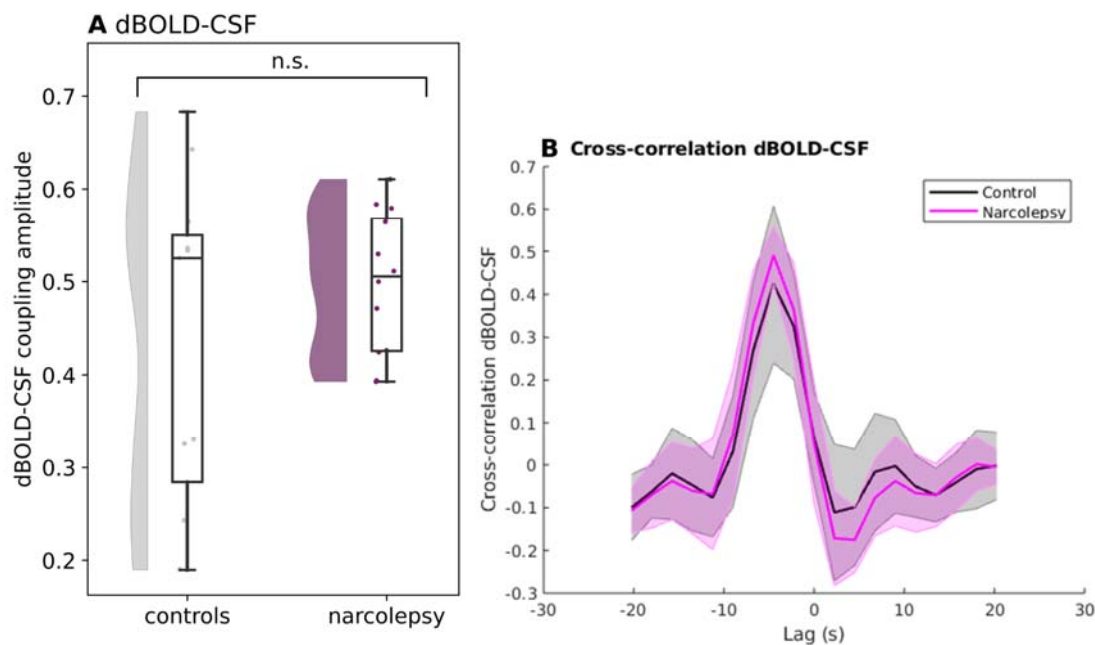 A dBOLD-CSF
n.s.
dBOLD-CSF coupling amplitude
0.7
0.6
0.5
0.4
0.3
0.2
controls
narcolepsy
B Cross-correlation dBOLD-CSF
Cross-correlation dBOLD-CSF
0.7
0.6
0.5
0.4
0.3
0.2
0.1
0
-0.1
-0.2
-0.3
Control
Narcolepsy
-30
-20
-10
0
10
20
30
Lag (s)